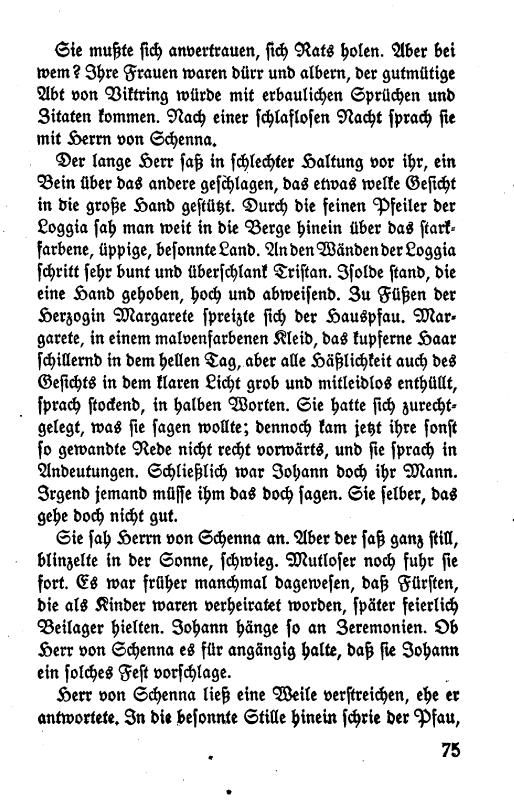 Sie mußte sich anvertrauen, sich Rats holen. Aber bei
wem? Ihre Frauen waren dürr und albern, der gutmütige
Abt von Viktring würde mit erbaulichen Sprüchen und
Zitaten kommen. Nach einer schlaflosen Nacht sprach sie
mit Herrn von Schenna.
Der lange Herr saß in schlechter Haltung vor ihr, ein
Bein über das andere geschlagen, das etwas welke Gesicht
in die große Hand gestützt. Durch die feinen Pfeiler der
Loggia sah man weit in die Berge hinein über das stark-
farbene, üppige, besonnte Land. An den Wänden der Loggia
schritt sehr bunt und überschlank Tristan. Isolde stand, die
eine Hand gehoben, hoch und abweisend. Zu Füßen der
Herzogin Margarete spreizte sich der Hauspfau. Mar-
garete, in einem malvenfarbenen Kleid, das kupferne Haar
schillernd in dem hellen Tag, aber alle Häßlichkeit auch des
Gesichts in dem klaren Licht grob und mitleidlos enthüllt,
sprach stockend, in halben Worten. Sie hatte sich zurecht-
gelegt, was sie sagen wollte; dennoch kam jetzt ihre sonst
so gewandte Rede nicht recht vorwärts, und sie sprach in
Andeutungen. Schließlich war Johann doch ihr Mann.
Irgend jemand müsse ihm das doch sagen. Sie selber, das
gehe doch nicht gut.
Sie sah Herrn von Schenna an. Aber der saß ganz still,
blinzelte in der Sonne, schwieg. Mutloser noch fuhr sie
fort. Es war früher manchmal dagewesen, daß Fürsten,
die als Kinder waren verheiratet worden, später feierlich
Beilager hielten. Johann hänge so an Zeremonien. Ob
Herr von Schenna es für angängig halte, daß sie Johann
ein solches Fest vorschlage.
Herr von Schenna ließ eine Weile verstreichen, ehe er
antwortete. In die besonnte Stille hinein schrie der Pfau,
75